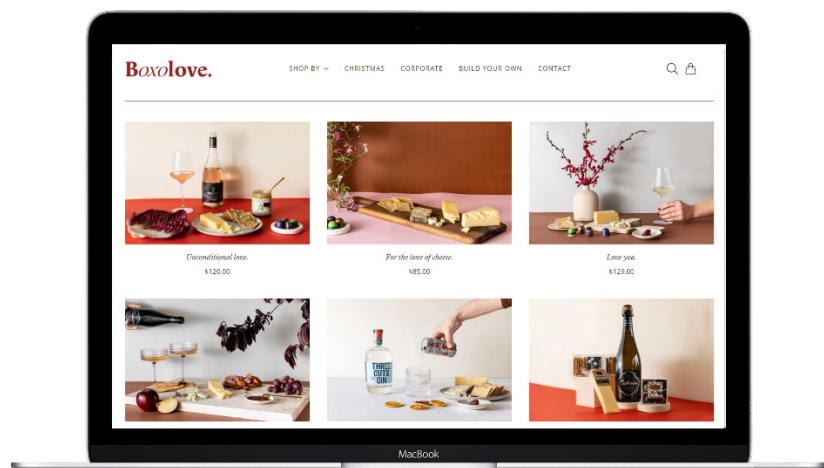 Boxolove.
SHOP BY CHRISTMAS CORPORATE BUILD YOUR OWN CONTACT
Unconditional love.
$120.00
For the love of cheese.
$85.00
Love you.
$129.00
THREE
CUTS
GIN
MacBook